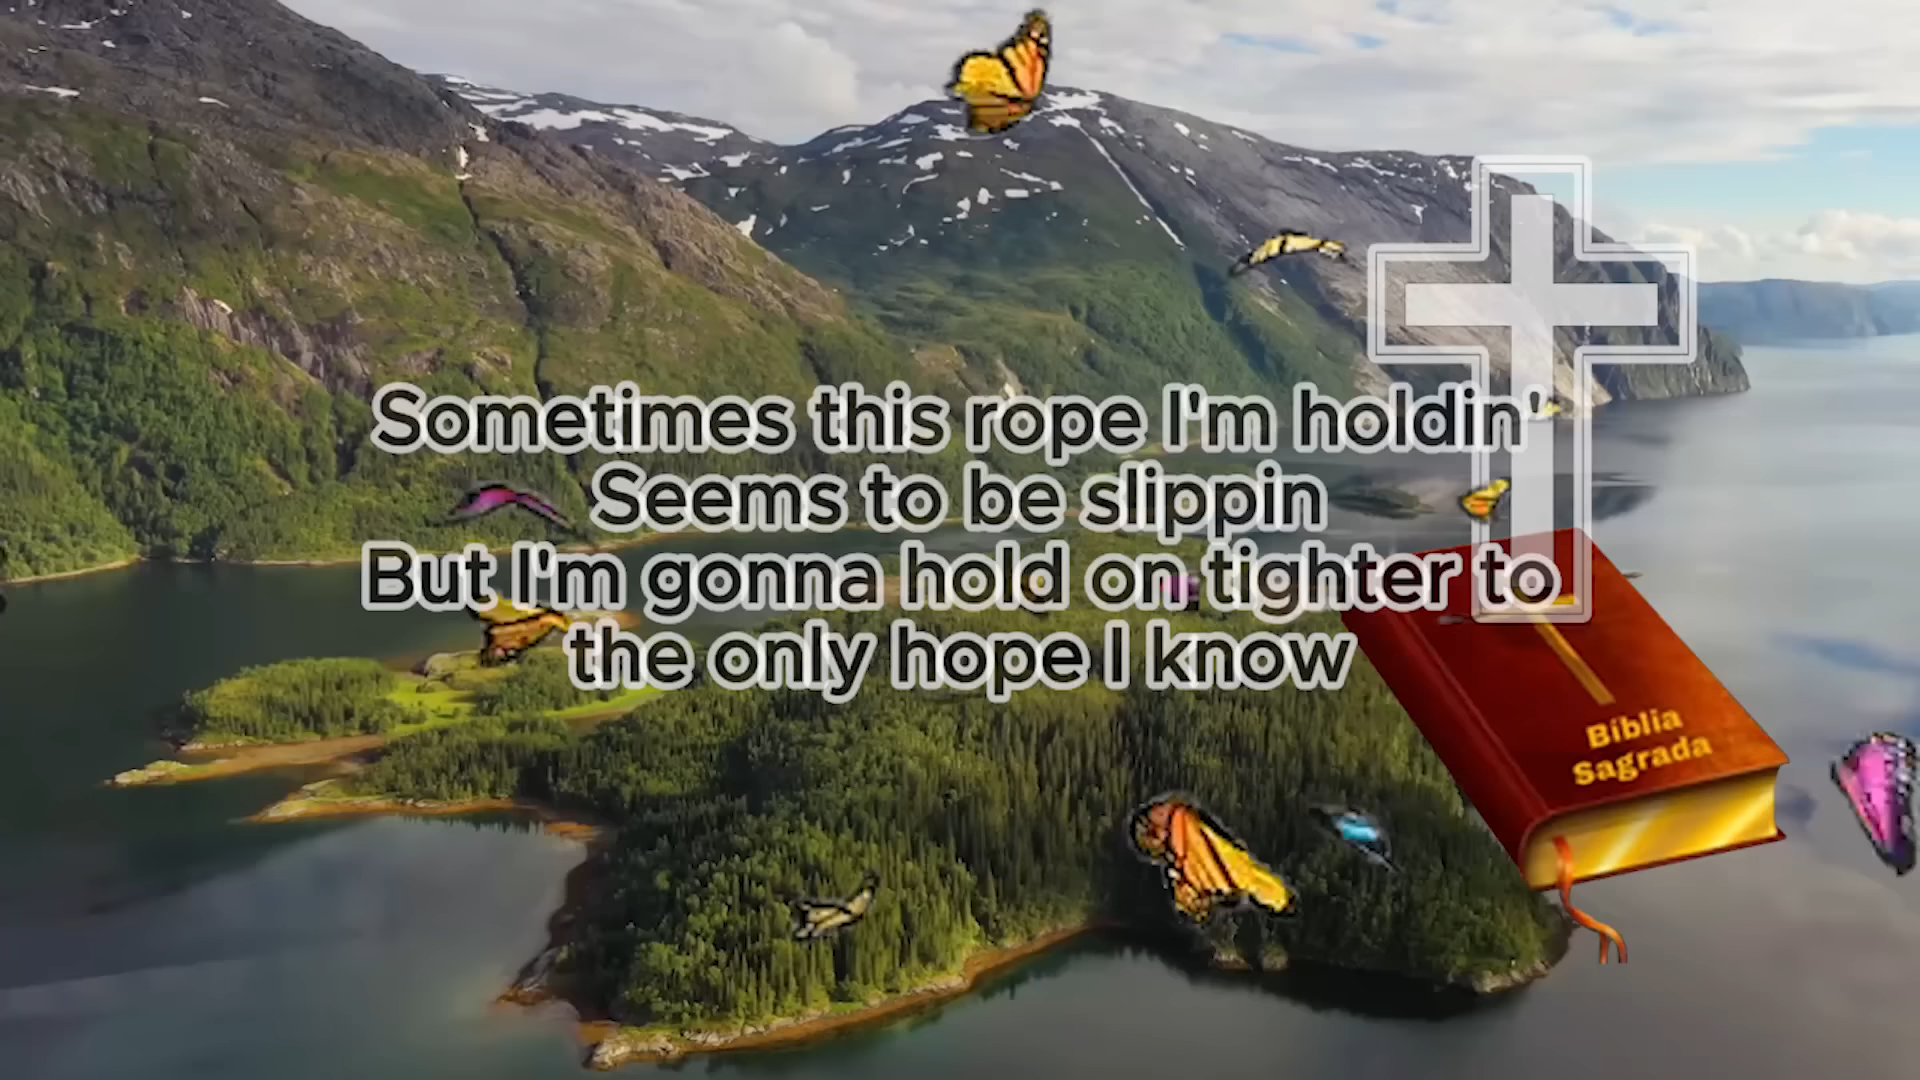 Sometimes this rope I'm holdin'
Seems to be slippin
But I'm gonna hold on tighter to
the only hope I know
Bíblia
Sagrada